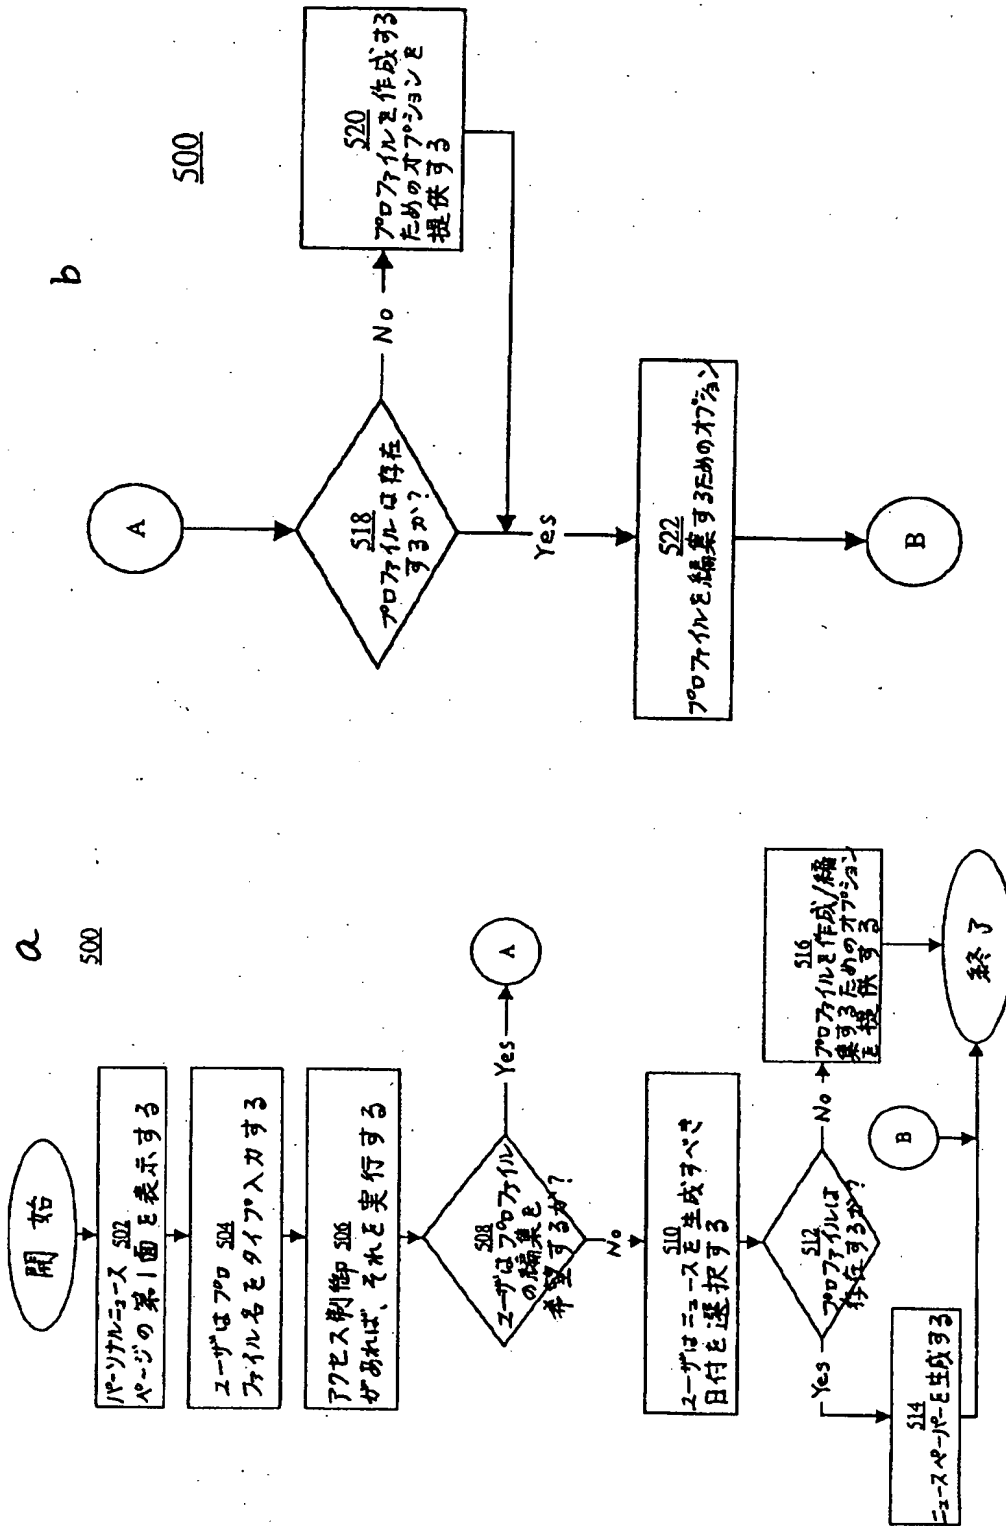 a
500
開始
502
パーソナルニュース
ページの第1面を表示する
504
ユーザはプロ
ファイル名をタイプ入力する
506
アクセス制御
があれば、それを実行する
508
ユーザはプロファイル
の編集を
希望するか?
Yes
A
No
510
ユーザはニュースを生成すべき
日付を選択する
512
プロファイルは
存在するか?
No
516
プロファイルを作成/編
集するためのオプション
を提供する
Yes
514
ニュースペーパーを生成する
B
終了
b
500
A
518
プロファイルは存在
するか?
No
520
プロファイルを作成する
ためのオプションを
提供する
Yes
522
プロファイルを編集するためのオプション
B